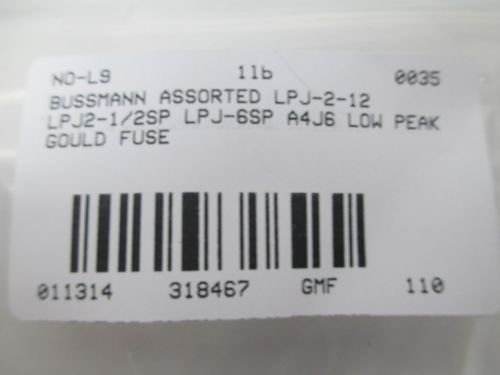 NO-L9 1lb 0035
BUSSMANN ASSORTED LPJ-2-12
LPJ2-1/2SP LPJ-6SP A4J6 LOW PEAK
GOULD FUSE
011314 318467 GMF 110